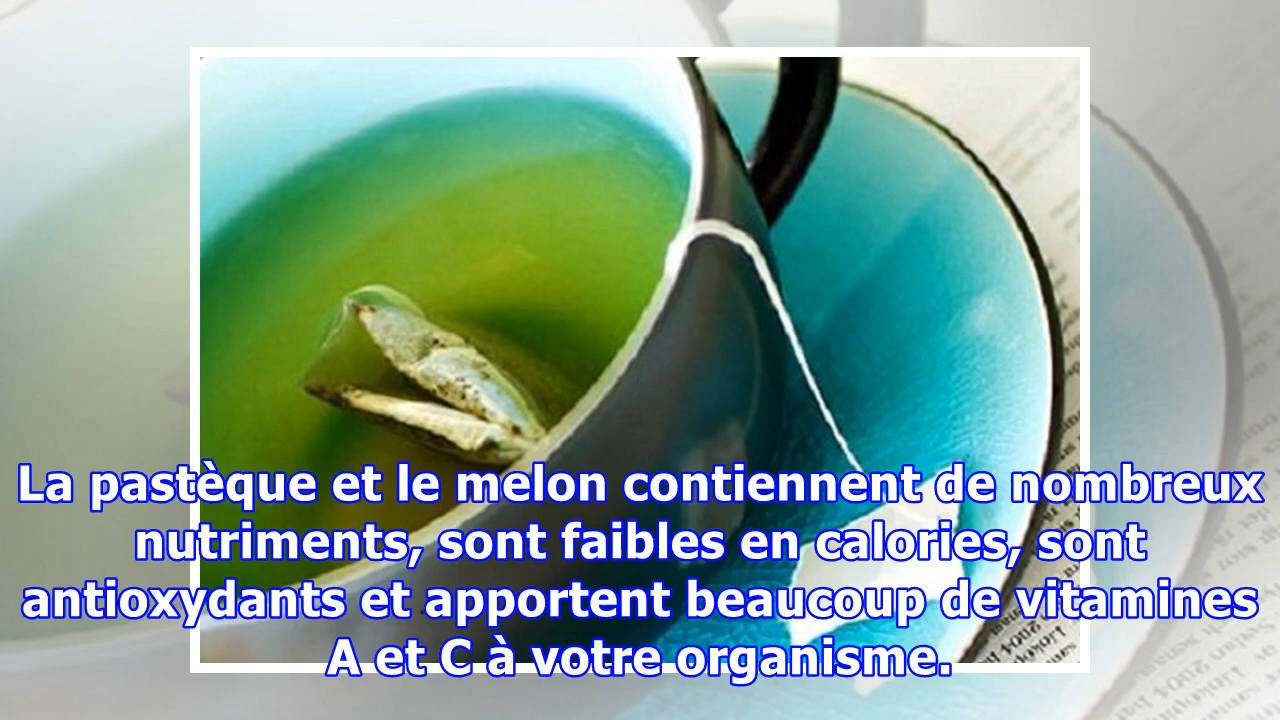 La pastèque et le melon contiennent de nombreux
nutriments, sont faibles en calories, sont
antioxydants et apportent beaucoup de vitamines
A et C à votre organisme.